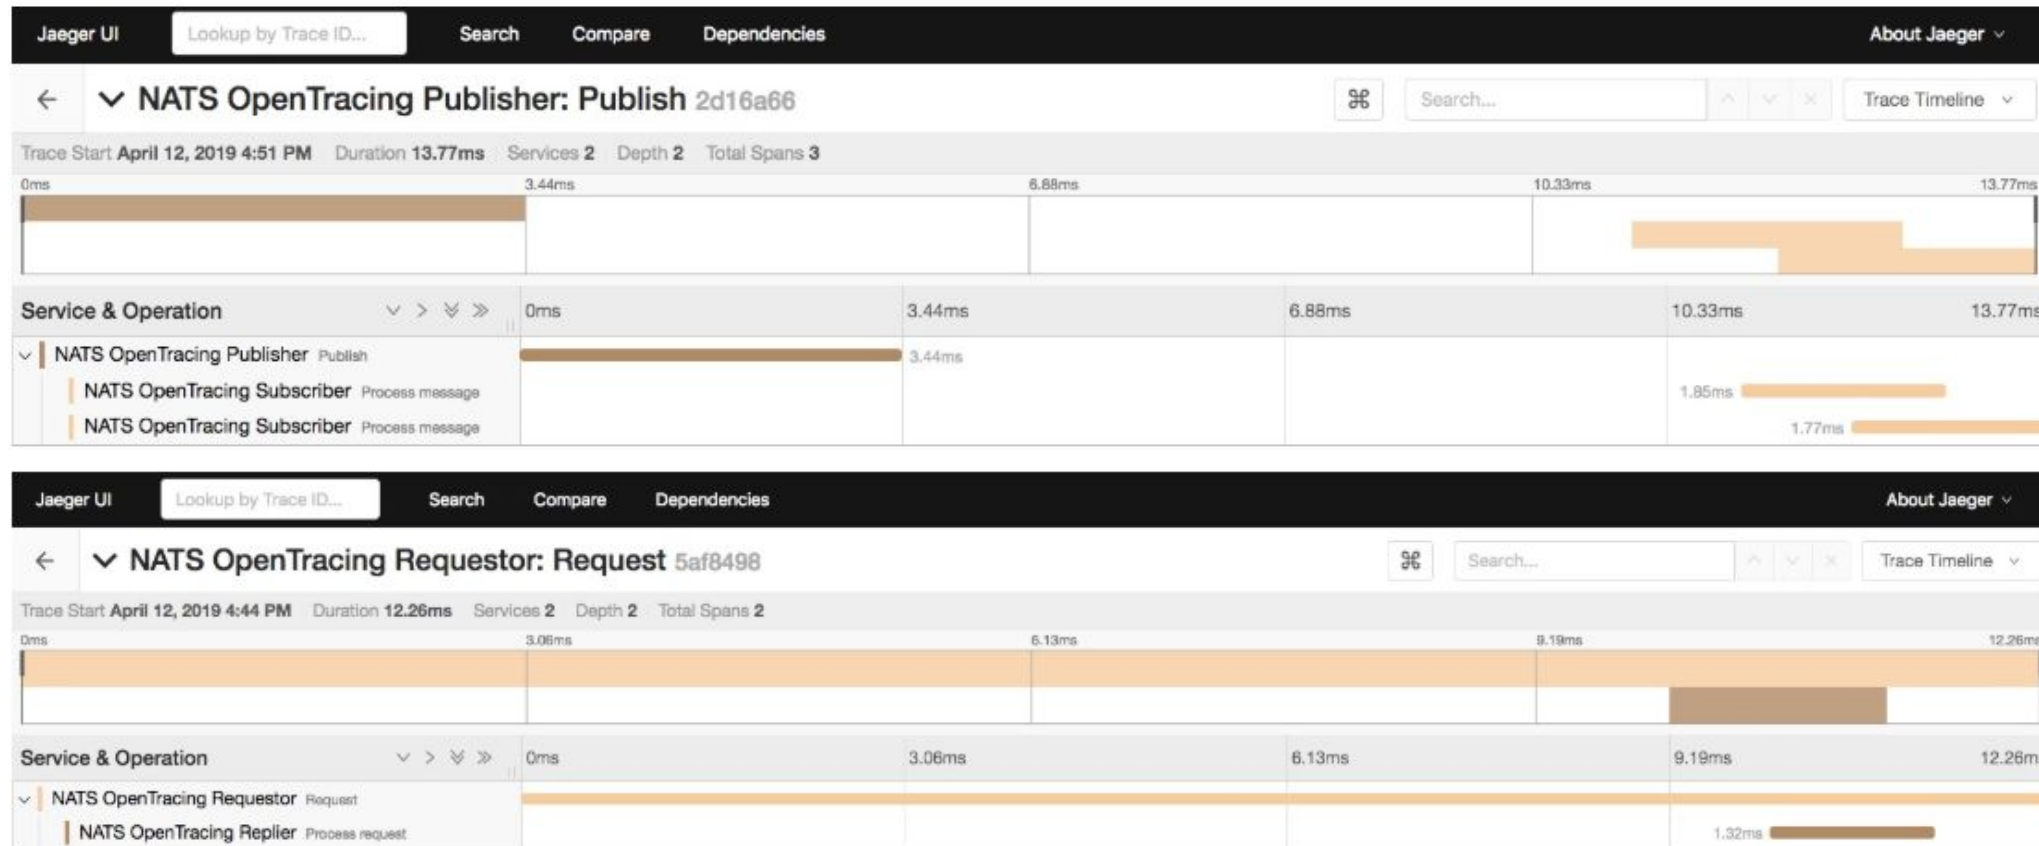 Jaeger UI Lookup by Trace ID... Search Compare Dependencies About Jaeger
NATS OpenTracing Publisher: Publish 2d16a66 Search... Trace Timeline
Trace Start April 12, 2019 4:51 PM Duration 13.77ms Services 2 Depth 2 Total Spans 3
0ms 3.44ms 6.88ms 10.33ms 13.77ms
Service & Operation 0ms 3.44ms 6.88ms 10.33ms 13.77ms
NATS OpenTracing Publisher Publish 3.44ms
NATS OpenTracing Subscriber Process message 1.85ms
NATS OpenTracing Subscriber Process message 1.77ms
Jaeger UI Lookup by Trace ID... Search Compare Dependencies About Jaeger
NATS OpenTracing Requestor: Request 5af8498 Search... Trace Timeline
Trace Start April 12, 2019 4:44 PM Duration 12.26ms Services 2 Depth 2 Total Spans 2
0ms 3.06ms 6.13ms 9.19ms 12.26ms
Service & Operation 0ms 3.06ms 6.13ms 9.19ms 12.26m
NATS OpenTracing Requestor Request
NATS OpenTracing Replier Process request 1.32ms